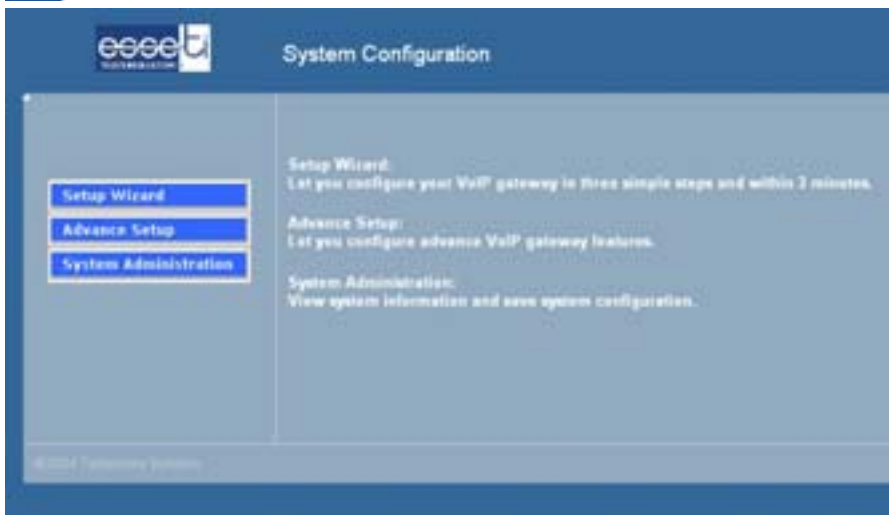 esseti
System Configuration
Setup Wizard
Advance Setup
System Administration
Setup Wizard:
Let you configure your VoIP gateway in three simple steps and within 2 minutes.
Advance Setup:
Let you configure advance VoIP gateway features.
System Administration:
View system information and save system configuration.